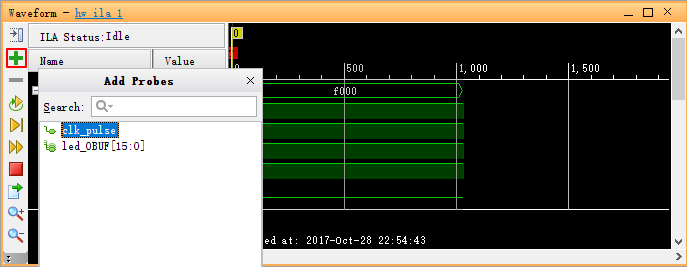 Waveform - hw_ila_1
ILA Status: Idle
Name
Value
0
0
500
1,000
1,500
f000
Add Probes
Search:
clk_pulse
led_OBUF[15:0]
ed at: 2017-Oct-28 22:54:43